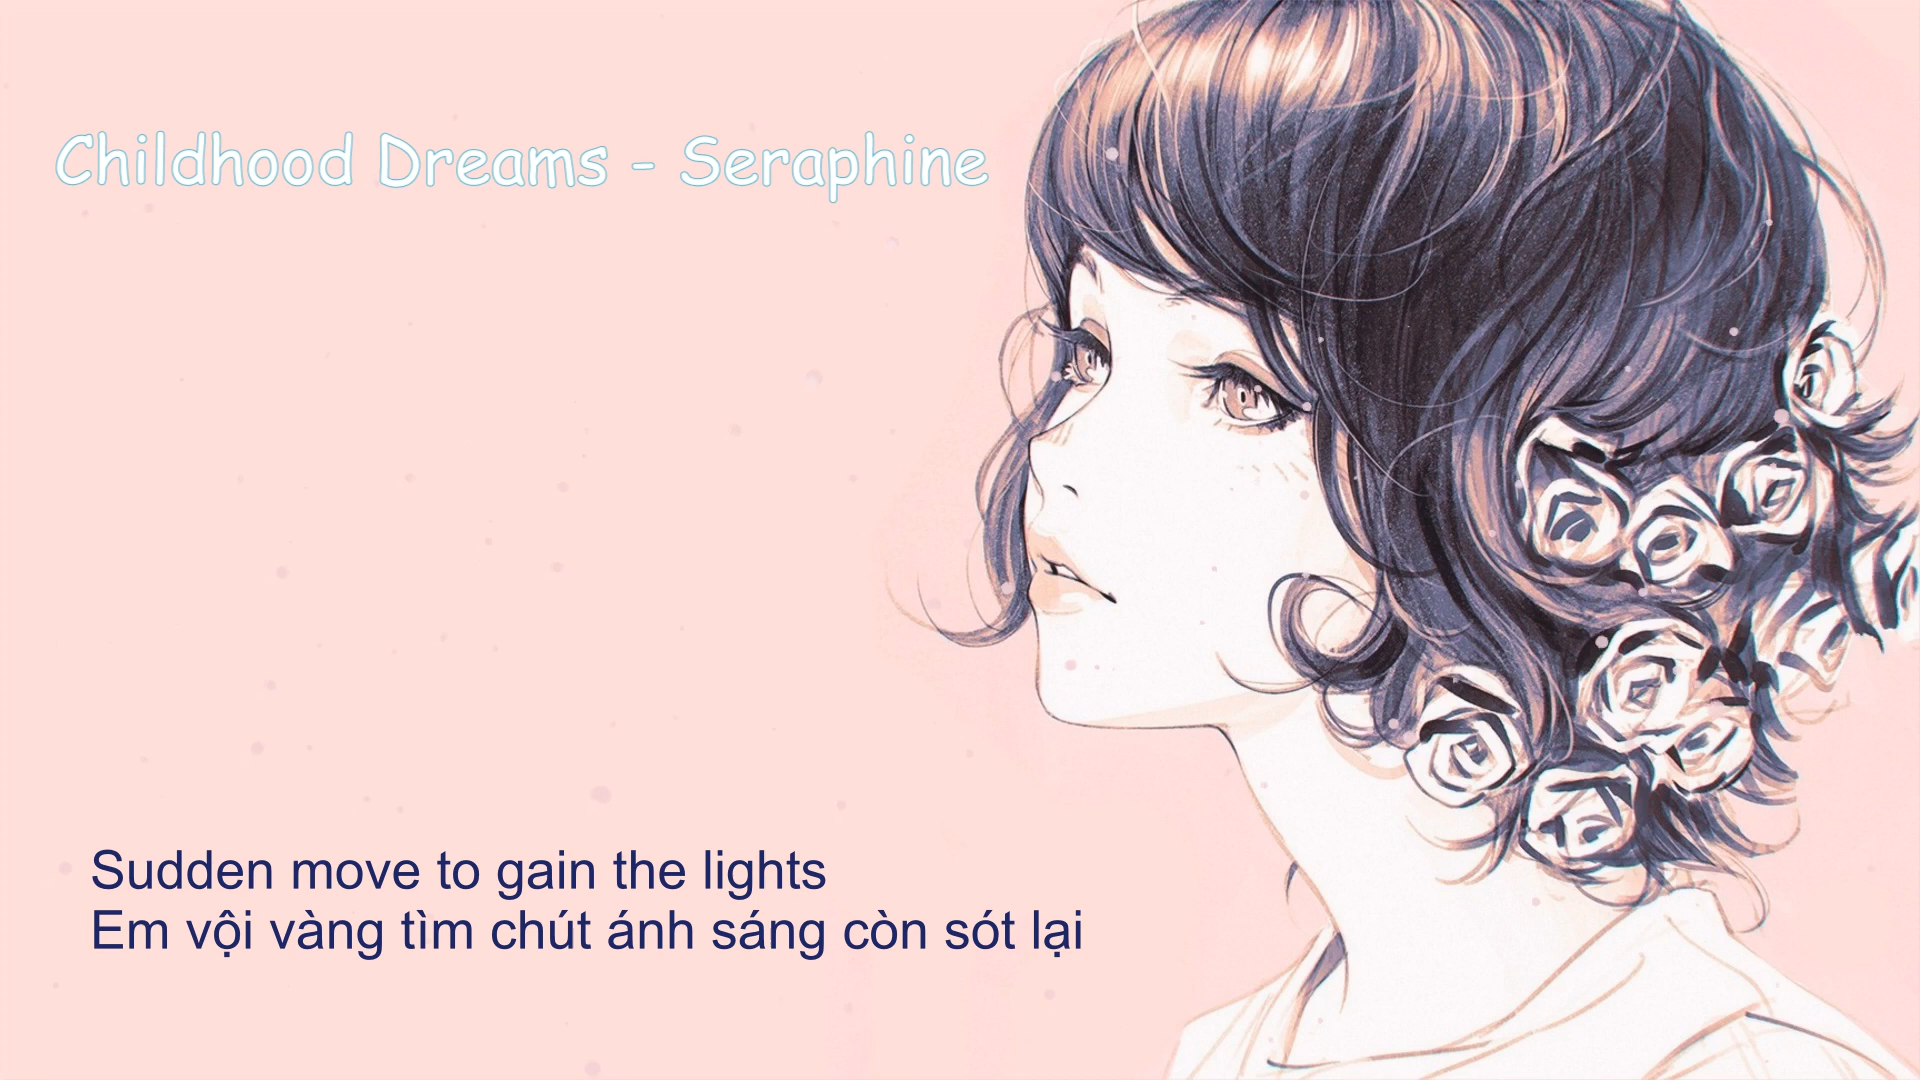 Childhood Dreams - Seraphine
Sudden move to gain the lights
Em vội vàng tìm chút ánh sáng còn sót lại